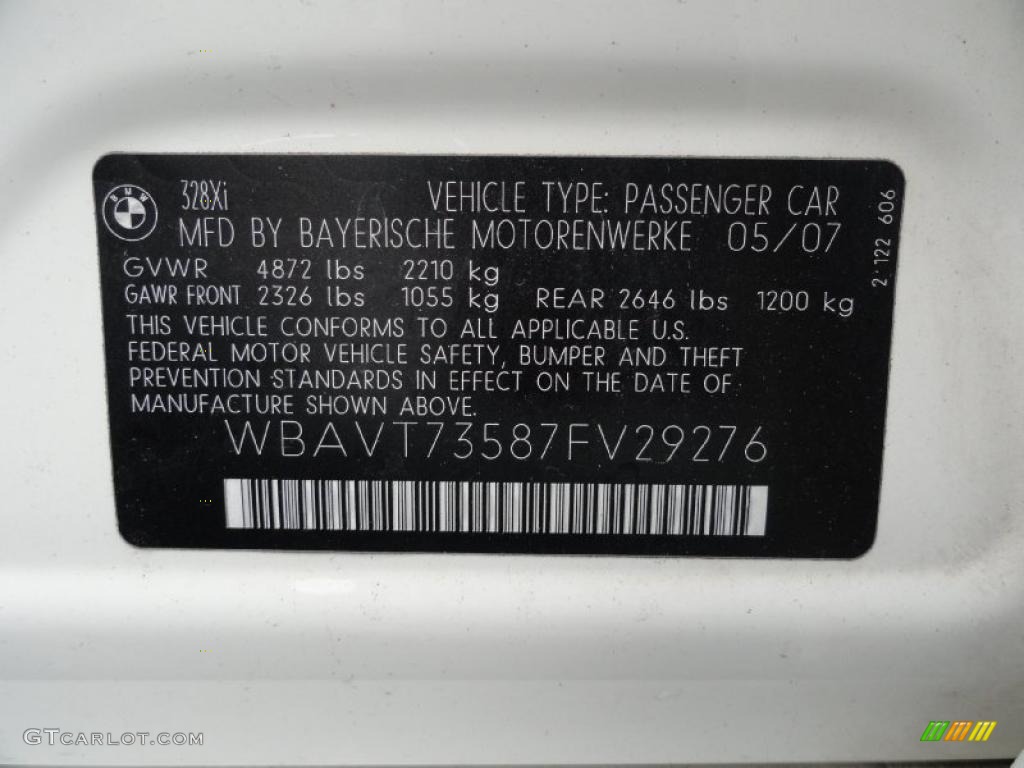 BMW
328Xi VEHICLE TYPE: PASSENGER CAR
MFD BY BAYERISCHE MOTORENWERKE 05/07
GVWR 4872 lbs 2210 kg
GAWR FRONT 2326 lbs 1055 kg REAR 2646 lbs 1200 kg
THIS VEHICLE CONFORMS TO ALL APPLICABLE U.S.
FEDERAL MOTOR VEHICLE SAFETY, BUMPER AND THEFT
PREVENTION STANDARDS IN EFFECT ON THE DATE OF
MANUFACTURE SHOWN ABOVE.
WBAVT73587FV29276
2 122 606
GTCARLOT.COM